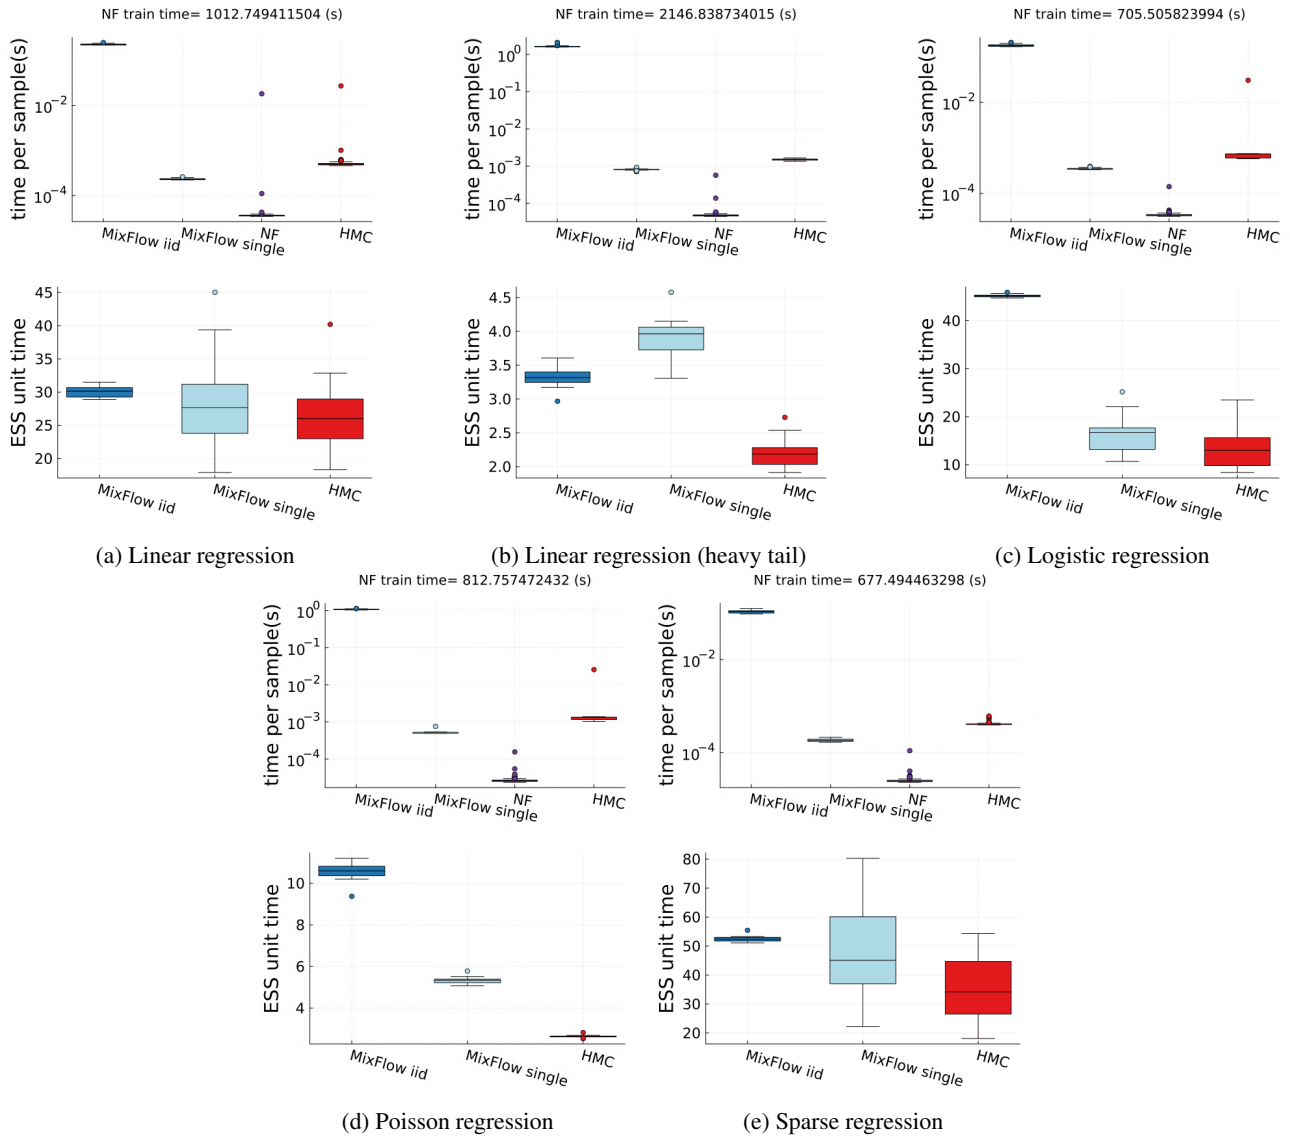 NF train time= 1012.749411504 (s)
time per sample(s)
10⁻²
10⁻⁴
MixFlow iid
MixFlow single
NF
HMC
ESS unit time
45
40
35
30
25
20
MixFlow iid
MixFlow single
HMC
(a) Linear regression
NF train time= 2146.838734015 (s)
time per sample(s)
10⁰
10⁻¹
10⁻²
10⁻³
10⁻⁴
MixFlow iid
MixFlow single
NF
HMC
ESS unit time
4.5
4.0
3.5
3.0
2.5
2.0
MixFlow iid
MixFlow single
HMC
(b) Linear regression (heavy tail)
NF train time= 705.505823994 (s)
time per sample(s)
10⁻²
10⁻⁴
MixFlow iid
MixFlow single
NF
HMC
ESS unit time
40
30
20
10
MixFlow iid
MixFlow single
HMC
(c) Logistic regression
NF train time= 812.757472432 (s)
time per sample(s)
10⁰
10⁻¹
10⁻²
10⁻³
10⁻⁴
MixFlow iid
MixFlow single
NF
HMC
ESS unit time
10
8
6
4
MixFlow iid
MixFlow single
HMC
(d) Poisson regression
NF train time= 677.494463298 (s)
time per sample(s)
10⁻²
10⁻⁴
MixFlow iid
MixFlow single
NF
HMC
ESS unit time
80
70
60
50
40
30
20
MixFlow iid
MixFlow single
HMC
(e) Sparse regression